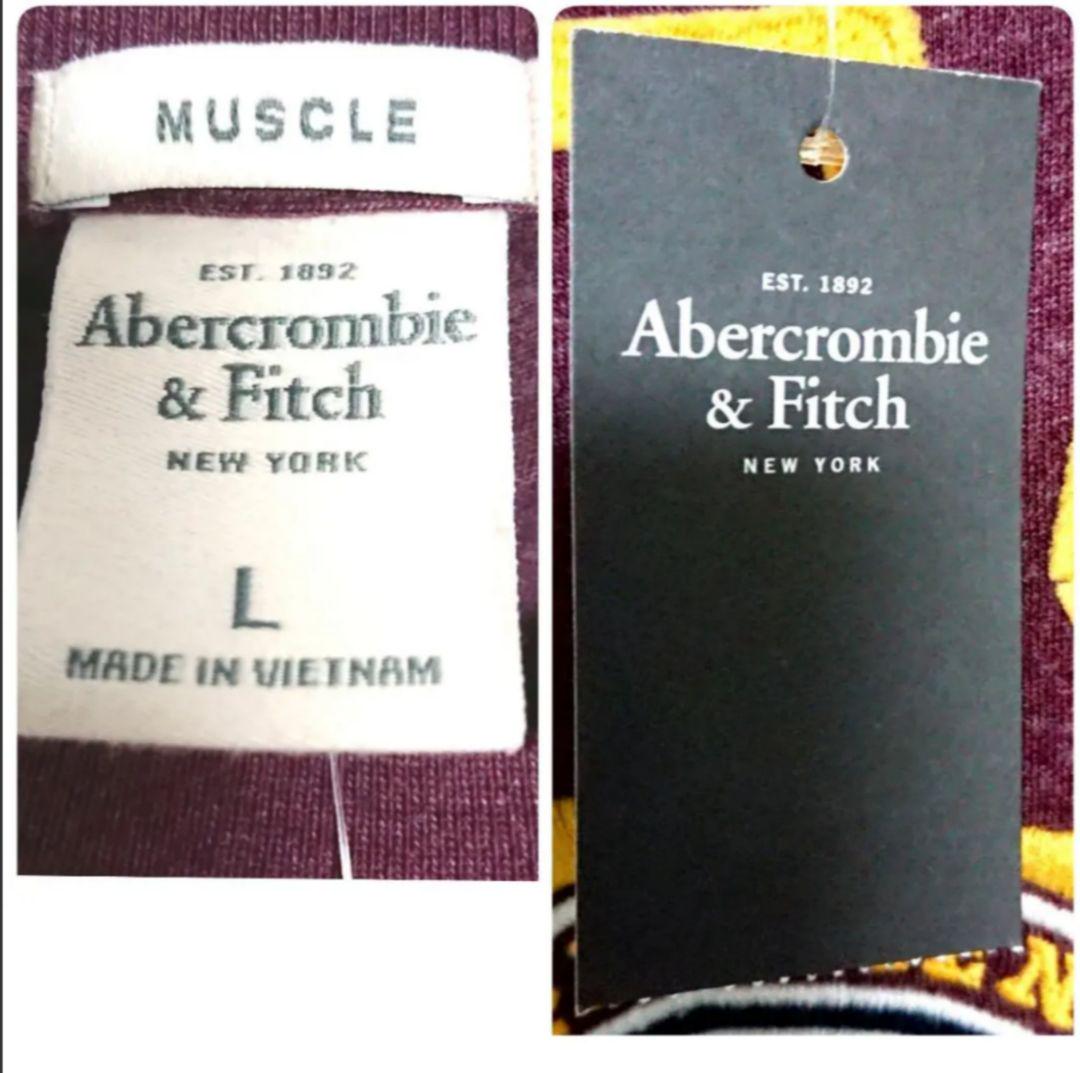 MUSCLE
EST. 1892
Abercrombie
& Fitch
NEW YORK
L
MADE IN VIETNAM
EST. 1892
Abercrombie
& Fitch
NEW YORK